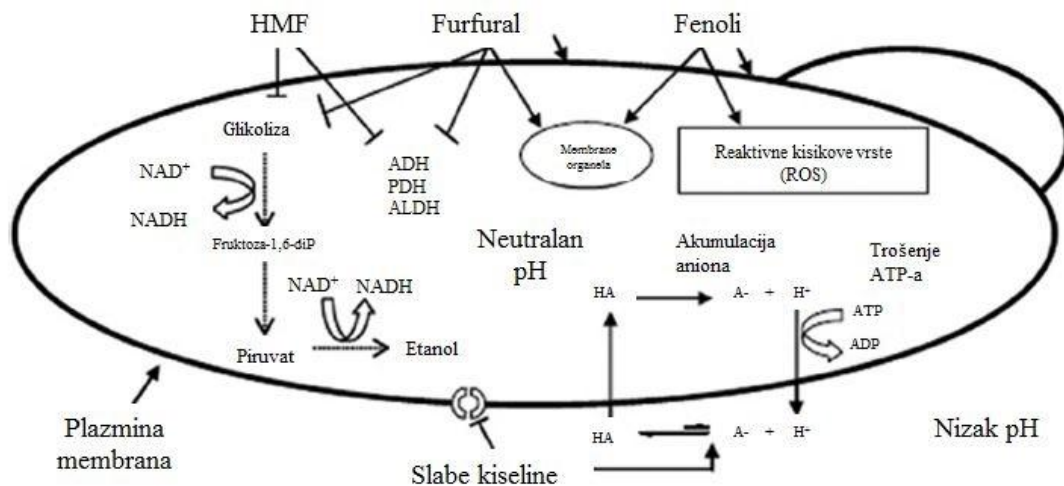 HMF
Furfural
Fenoli
Glikoliza
NAD+
NADH
Fruktoza-1,6-diP
NAD+
NADH
Piruvat
Etanol
ADH
PDH
ALDH
Membrane
organela
Reaktivne kisikove vrste
(ROS)
Neutralan
pH
Akumulacija
aniona
Trošenje
ATP-a
HA
A- + H+
ATP
ADP
HA
A- + H+
Plazmina
membrana
Slabe kiseline
Nizak pH